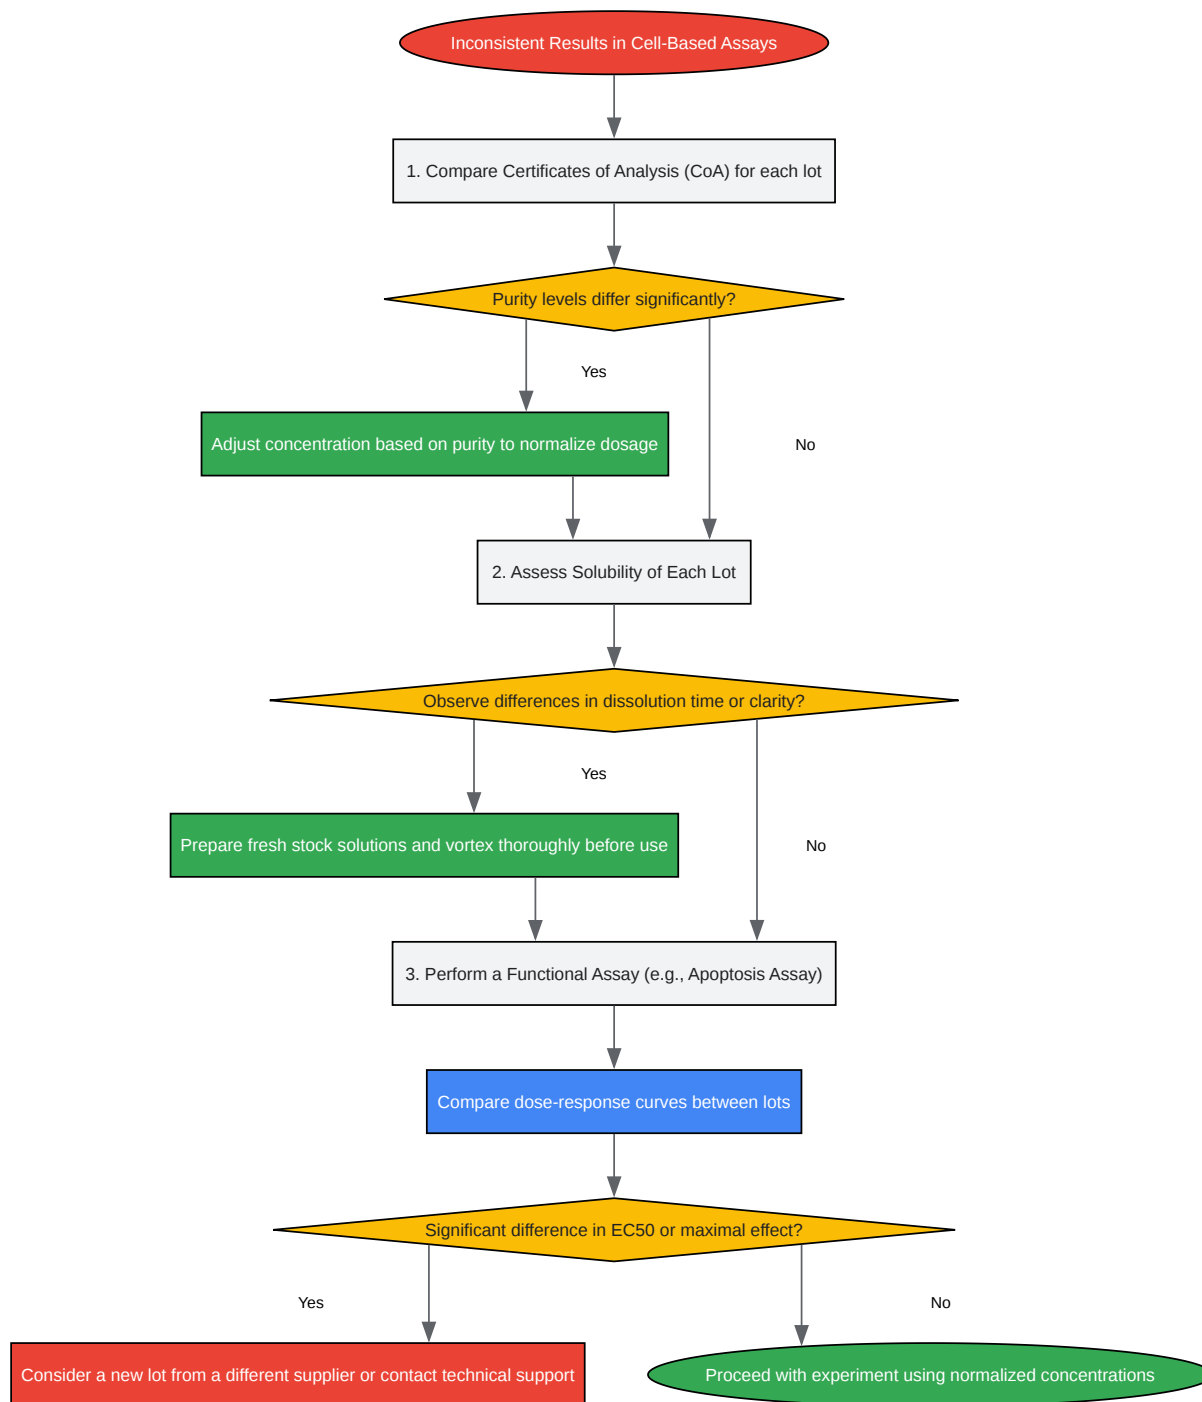 Inconsistent Results in Cell-Based Assays
1. Compare Certificates of Analysis (CoA) for each lot
Purity levels differ significantly?
Yes
Adjust concentration based on purity to normalize dosage
No
2. Assess Solubility of Each Lot
Observe differences in dissolution time or clarity?
Yes
Prepare fresh stock solutions and vortex thoroughly before use
No
3. Perform a Functional Assay (e.g., Apoptosis Assay)
Compare dose-response curves between lots
Significant difference in EC50 or maximal effect?
Yes
No
Consider a new lot from a different supplier or contact technical support
Proceed with experiment using normalized concentrations